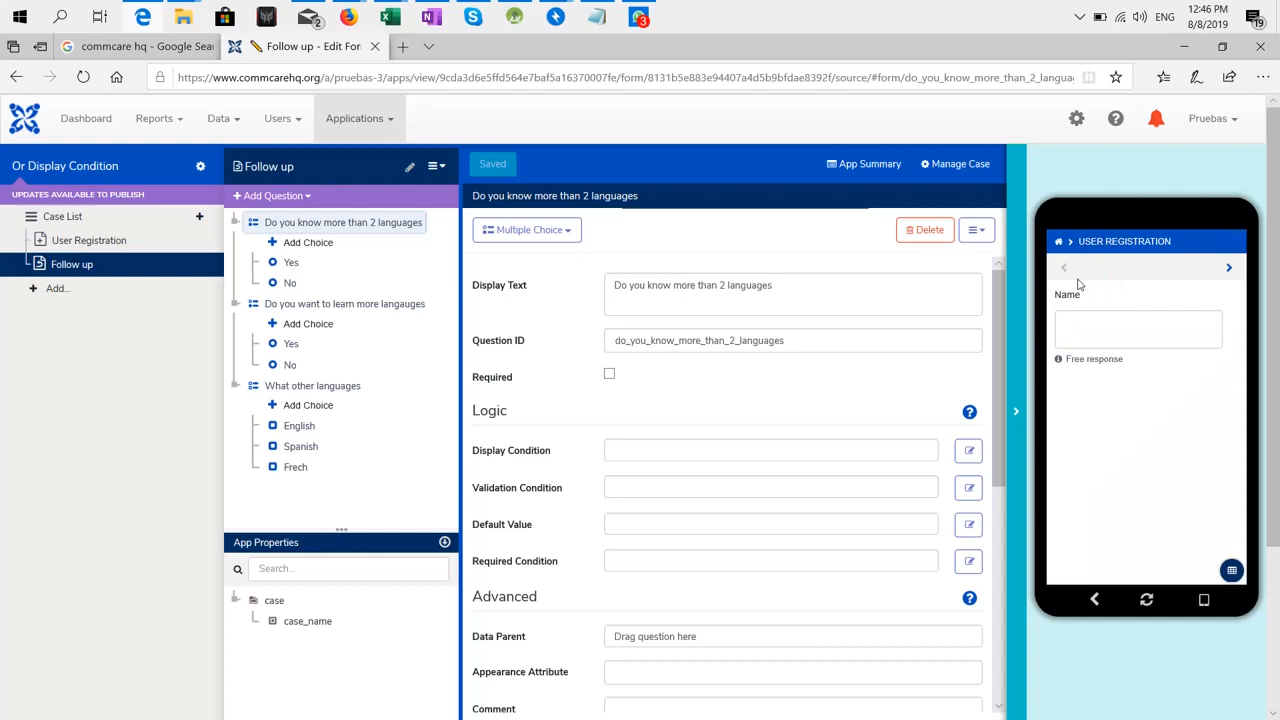 2
3
ENG
12:46 PM
8/8/2019
19
commcare hq - Google Sea
Follow up - Edit For
https://www.commcarehq.org/a/pruebas-3/apps/view/9cda3d6e5ffd564e7baf5a16370007fe/form/8131b5e883e94407a4d5b9bfdae8392f/source/#form/do_you_know_more_than_2_langua
Dashboard
Reports
Data
Users
Applications
Pruebas
Or Display Condition
UPDATES AVAILABLE TO PUBLISH
Case List
User Registration
Follow up
Add...
Follow up
Add Question
Do you know more than 2 languages
Add Choice
Yes
No
Do you want to learn more langauges
Add Choice
Yes
No
What other languages
Add Choice
English
Spanish
Frech
App Properties
Search...
case
case_name
Saved
App Summary
Manage Case
Do you know more than 2 languages
Multiple Choice
Delete
Display Text
Do you know more than 2 languages
Question ID
do_you_know_more_than_2_languages
Required
Logic
Display Condition
Validation Condition
Default Value
Required Condition
Advanced
Data Parent
Drag question here
Appearance Attribute
Comment
USER REGISTRATION
Name
Free response